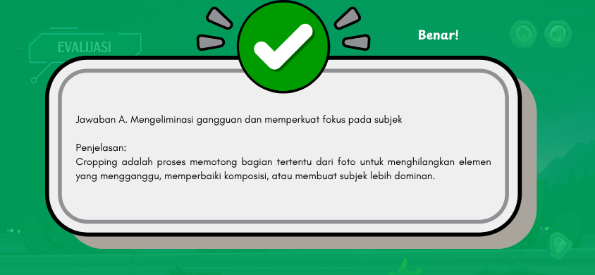 EVALUASI
Benar!
Jawaban A. Mengeliminasi gangguan dan memperkuat fokus pada subjek
Penjelasan:
Cropping adalah proses memotong bagian tertentu dari foto untuk menghilangkan elemen
yang mengganggu, memperbaiki komposisi, atau membuat subjek lebih dominan.